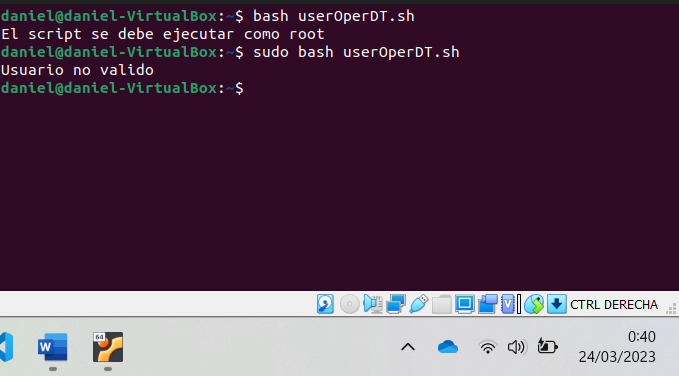 daniel@daniel-VirtualBox:~$ bash userOperDT.sh
El script se debe ejecutar como root
daniel@daniel-VirtualBox:~$ sudo bash userOperDT.sh
Usuario no valido
daniel@daniel-VirtualBox:~$
V
CTRL DERECHA
W
64
0:40
24/03/2023